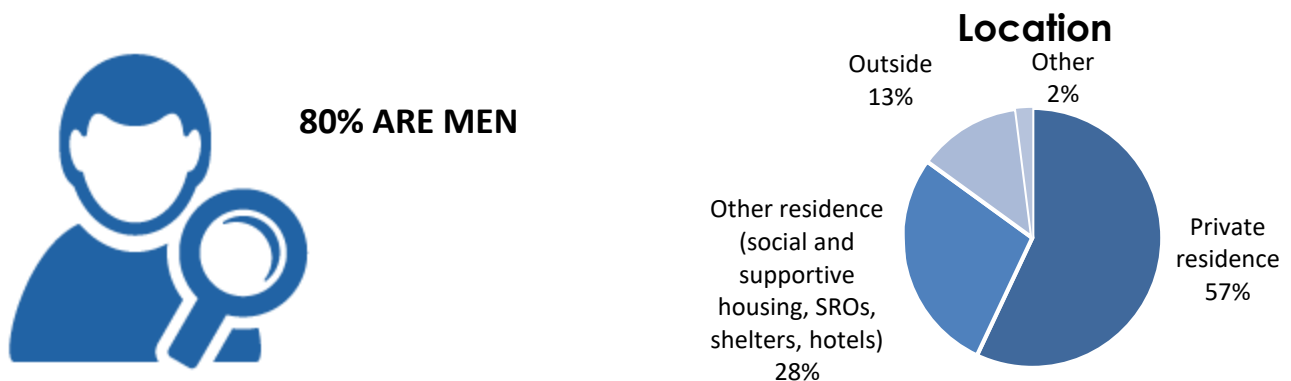 80% ARE MEN
Location
Outside
13%
Other
2%
Other residence
(social and
supportive
housing, SROs,
shelters, hotels)
28%
Private
residence
57%